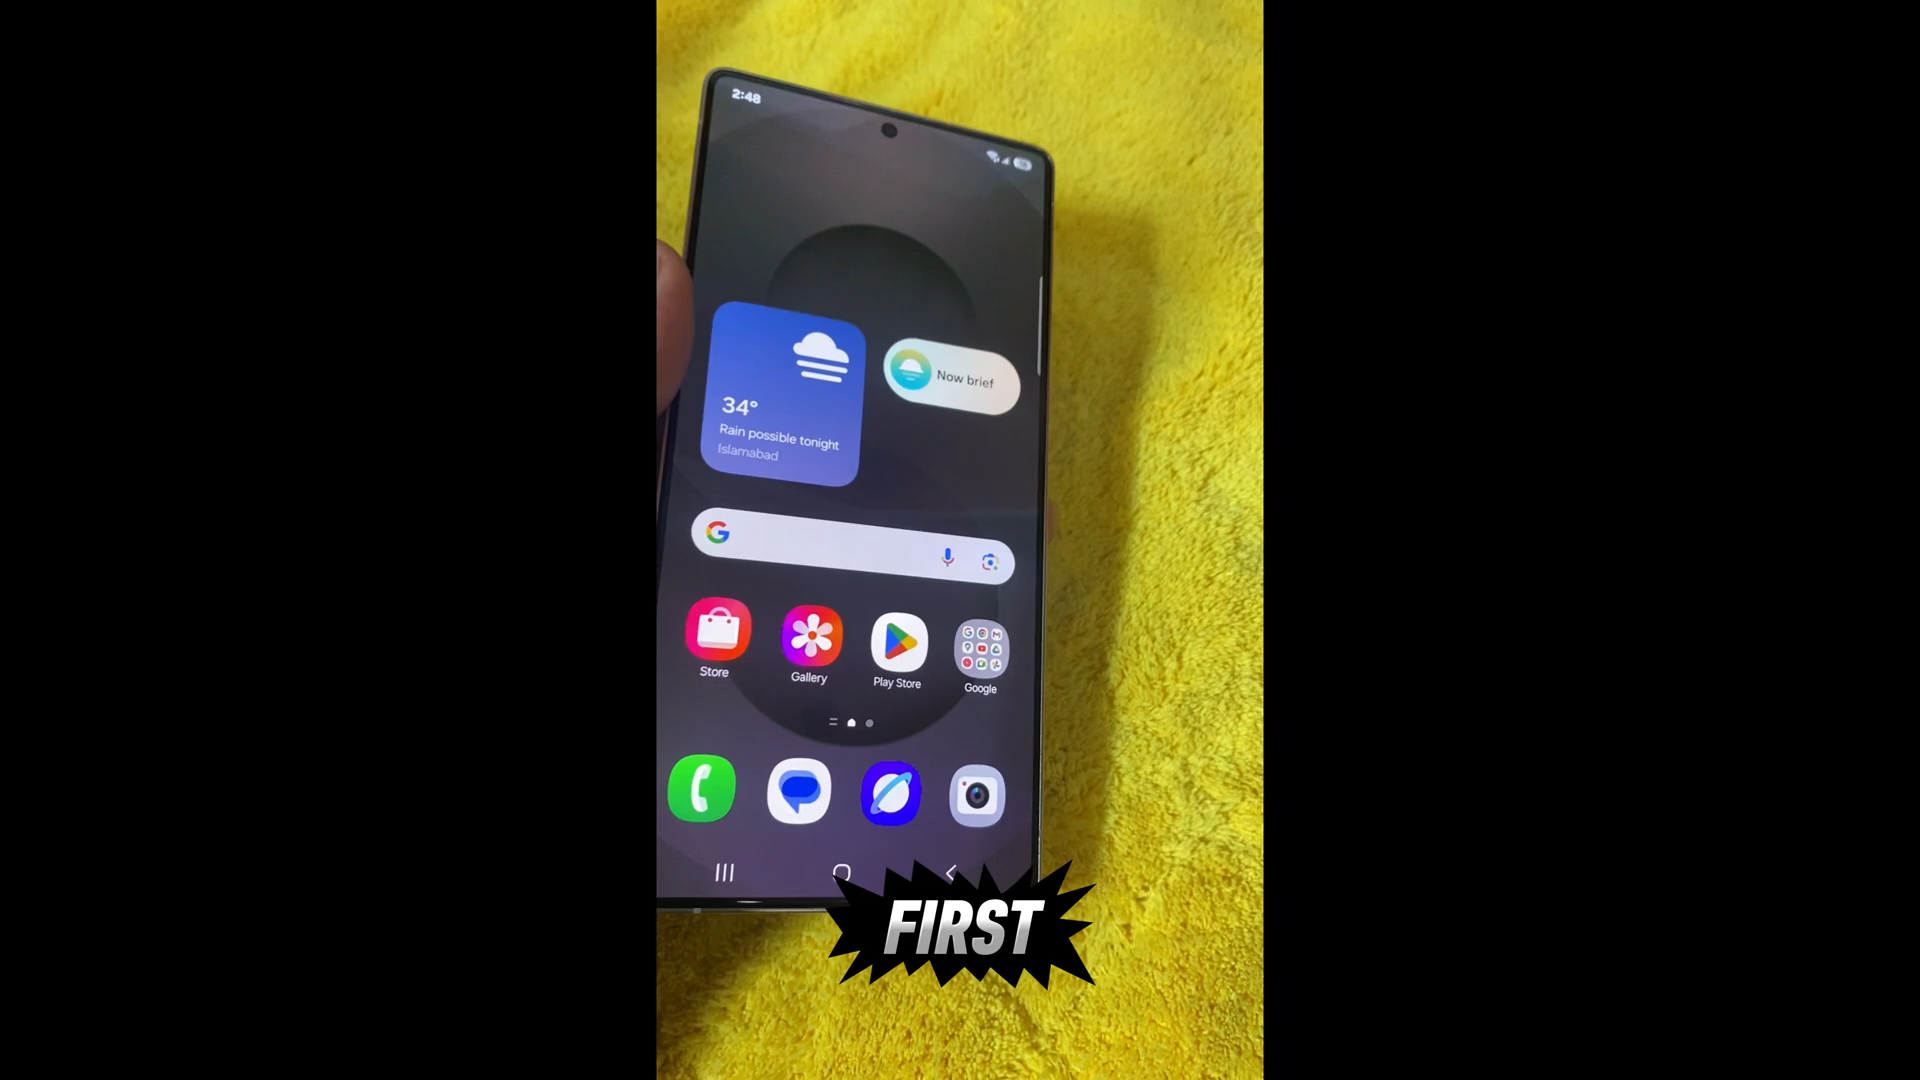 2:48
34°
Rain possible tonight
Islamabad
Now brief
Store
Gallery
Play Store
Google
FIRST